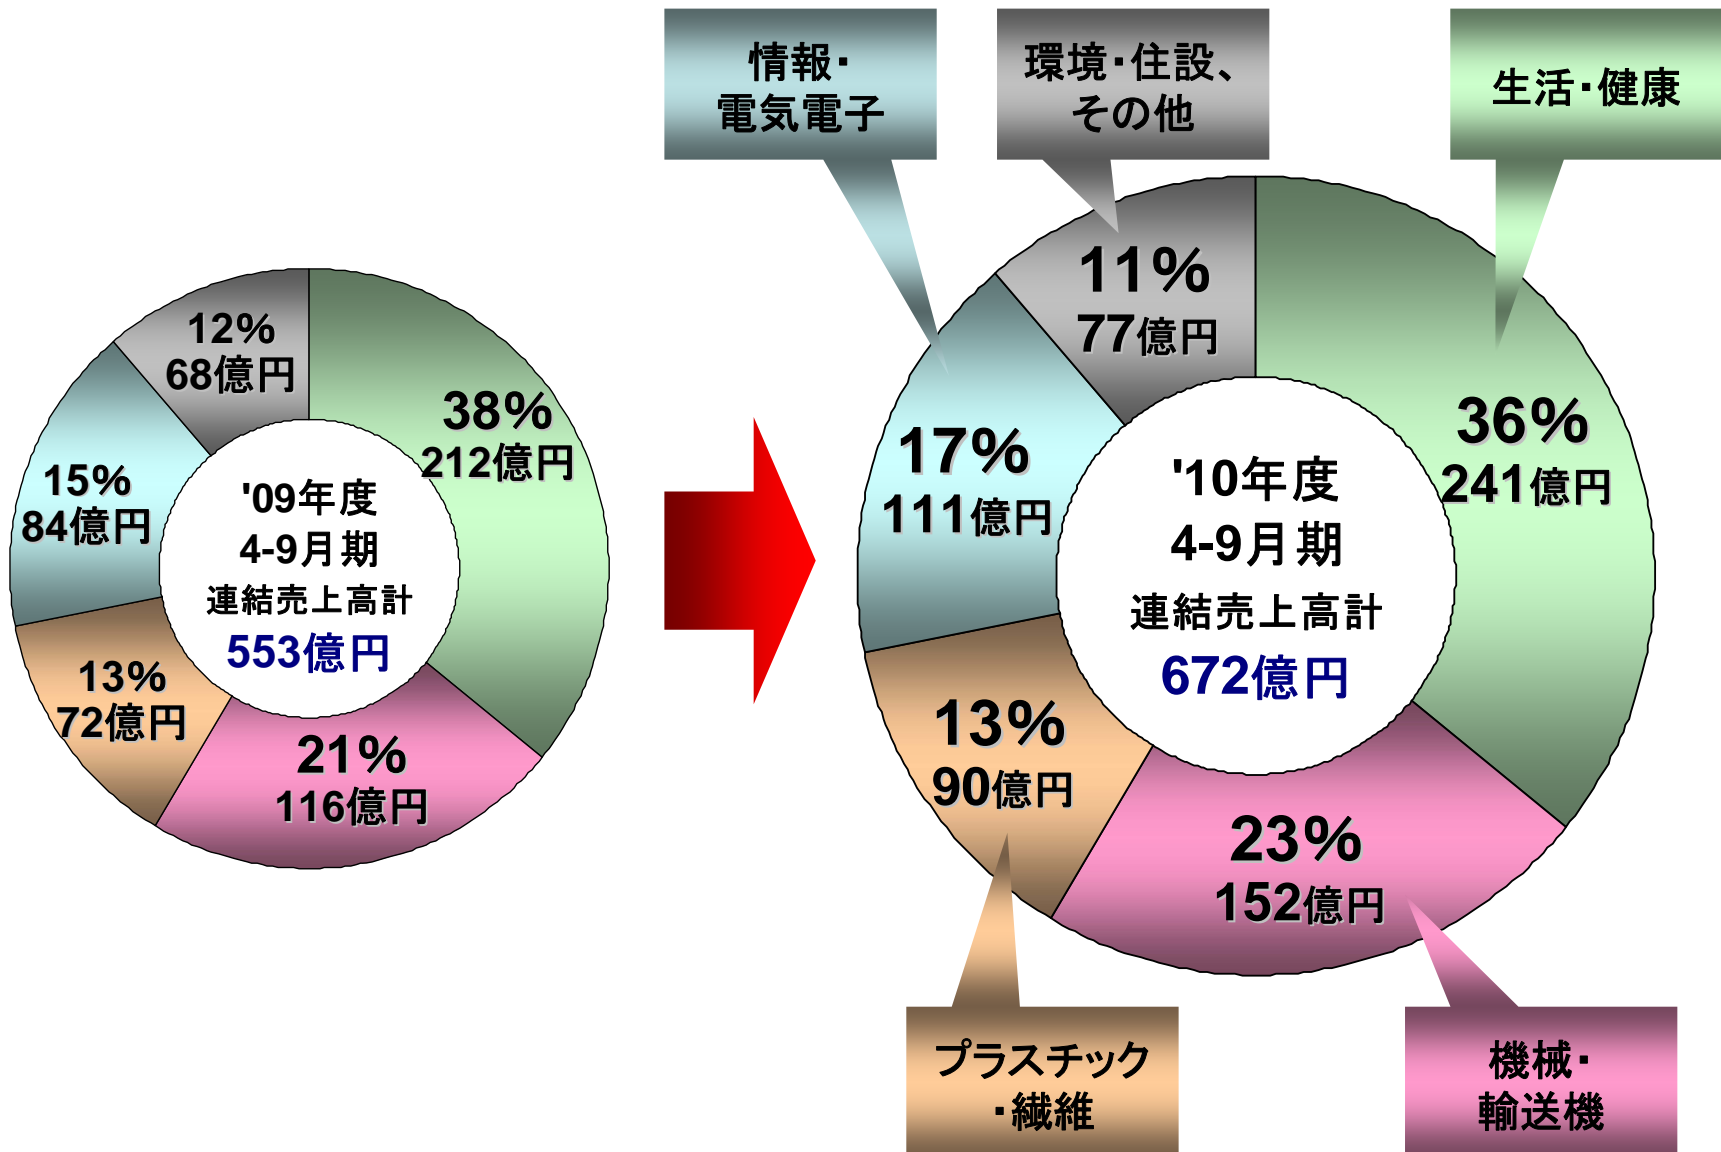 情報・
電気電子
環境・住設、
その他
生活・健康
12%
68億円
38%
212億円
15%
84億円
13%
72億円
21%
116億円
'09年度
4-9月期
連結売上高計
553億円
11%
77億円
36%
241億円
17%
111億円
13%
90億円
23%
152億円
'10年度
4-9月期
連結売上高計
672億円
プラスチック
・繊維
機械・
輸送機